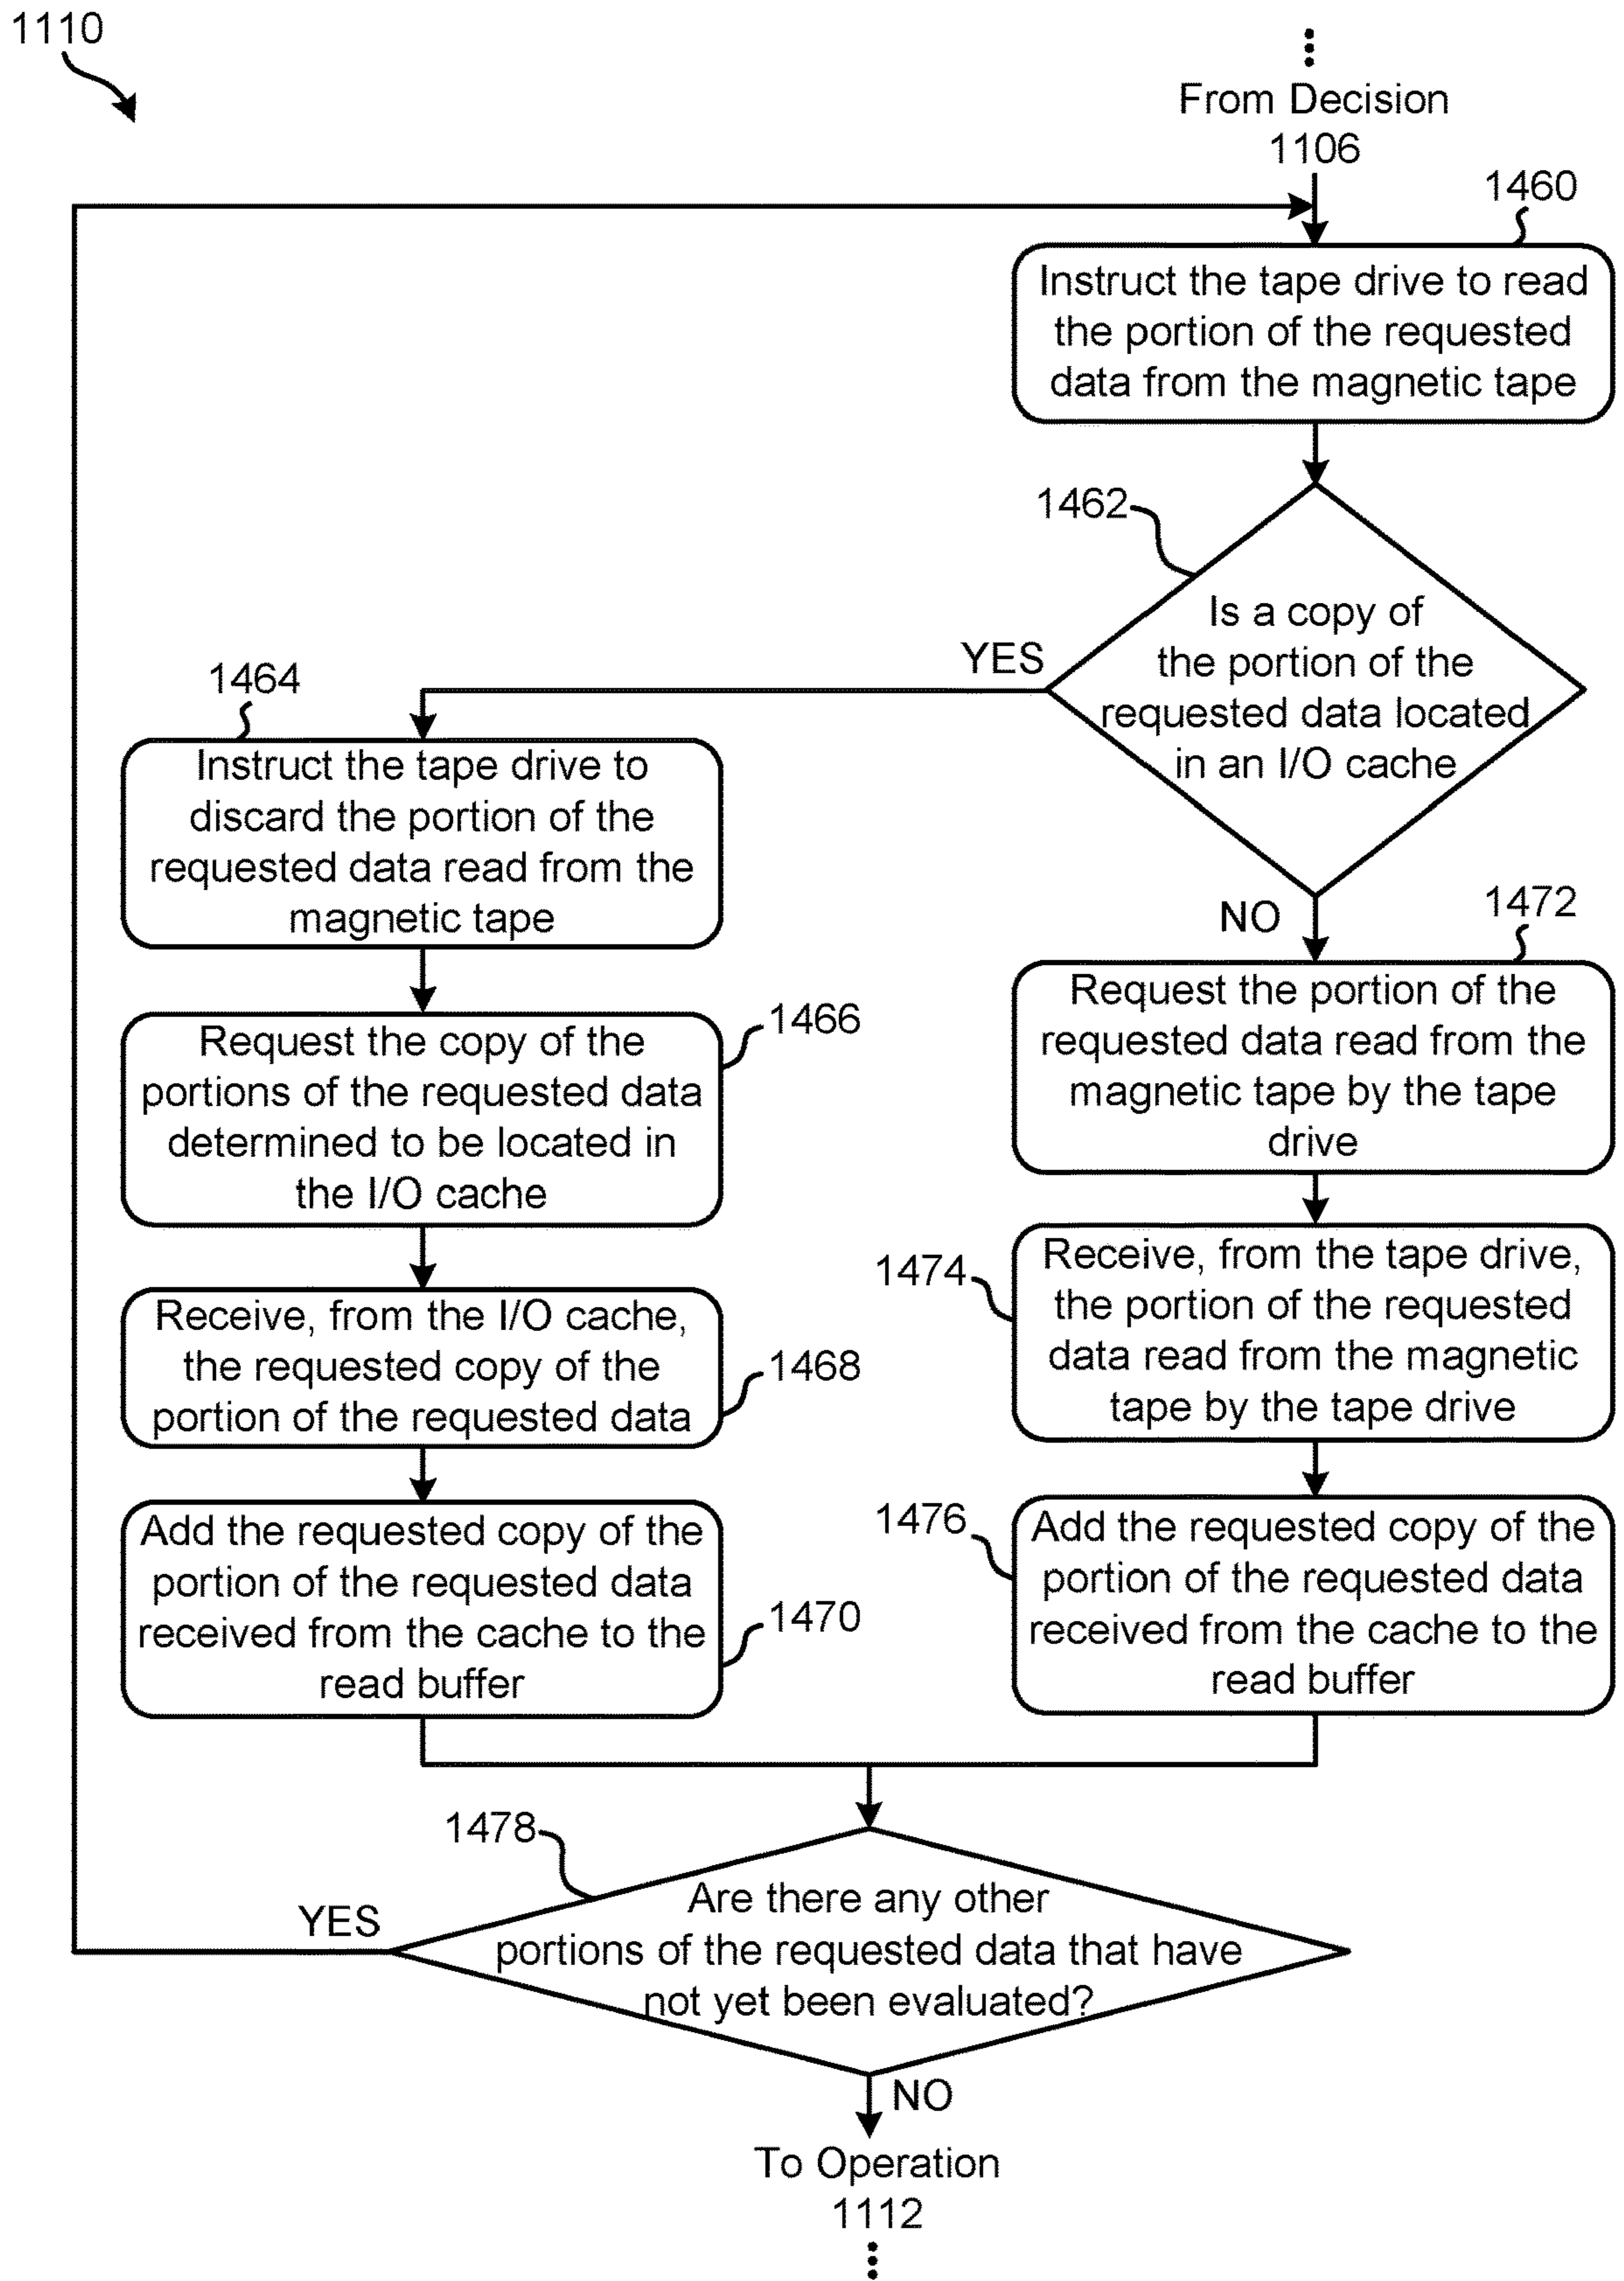 1110
From Decision
1106
1460
Instruct the tape drive to read
the portion of the requested
data from the magnetic tape
1462
Is a copy of
the portion of the
requested data located
in an I/O cache
YES
NO
1464
Instruct the tape drive to
discard the portion of the
requested data read from the
magnetic tape
1466
Request the copy of the
portions of the requested data
determined to be located in
the I/O cache
1468
Receive, from the I/O cache,
the requested copy of the
portion of the requested data
1470
Add the requested copy of the
portion of the requested data
received from the cache to the
read buffer
1472
Request the portion of the
requested data read from the
magnetic tape by the tape
drive
1474
Receive, from the tape drive,
the portion of the requested
data read from the magnetic
tape by the tape drive
1476
Add the requested copy of the
portion of the requested data
received from the cache to the
read buffer
1478
Are there any other
portions of the requested data that have
not yet been evaluated?
YES
NO
To Operation
1112